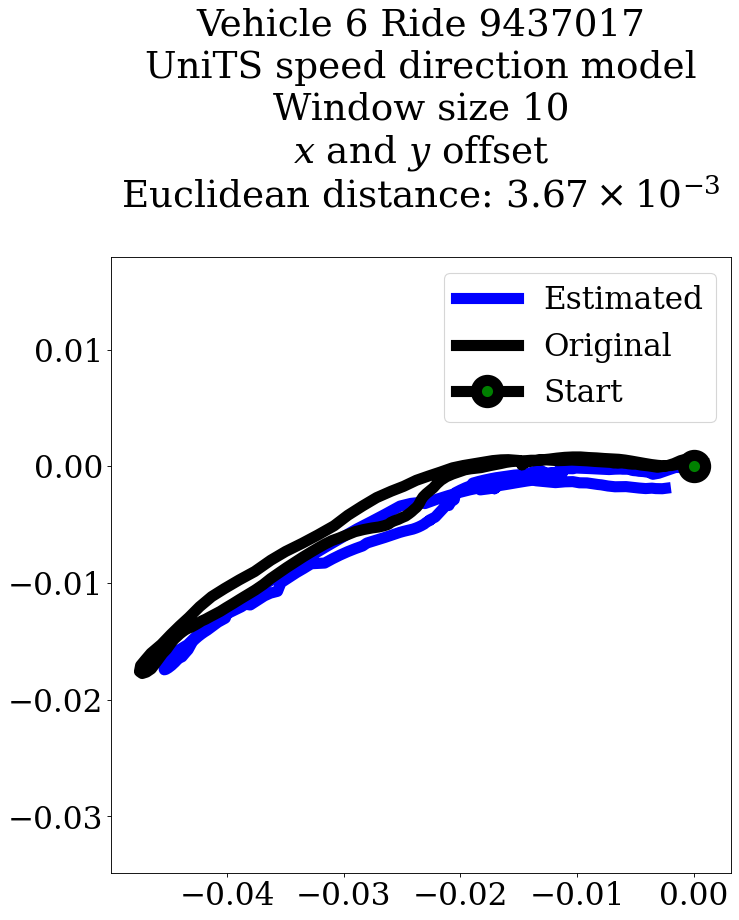 Vehicle 6 Ride 9437017
UniTS speed direction model
Window size 10
x and y offset
Euclidean distance: 3.67 × 10⁻³
Estimated
Original
Start
0.01
0.00
−0.01
−0.02
−0.03
−0.04 −0.03 −0.02 −0.01 0.00